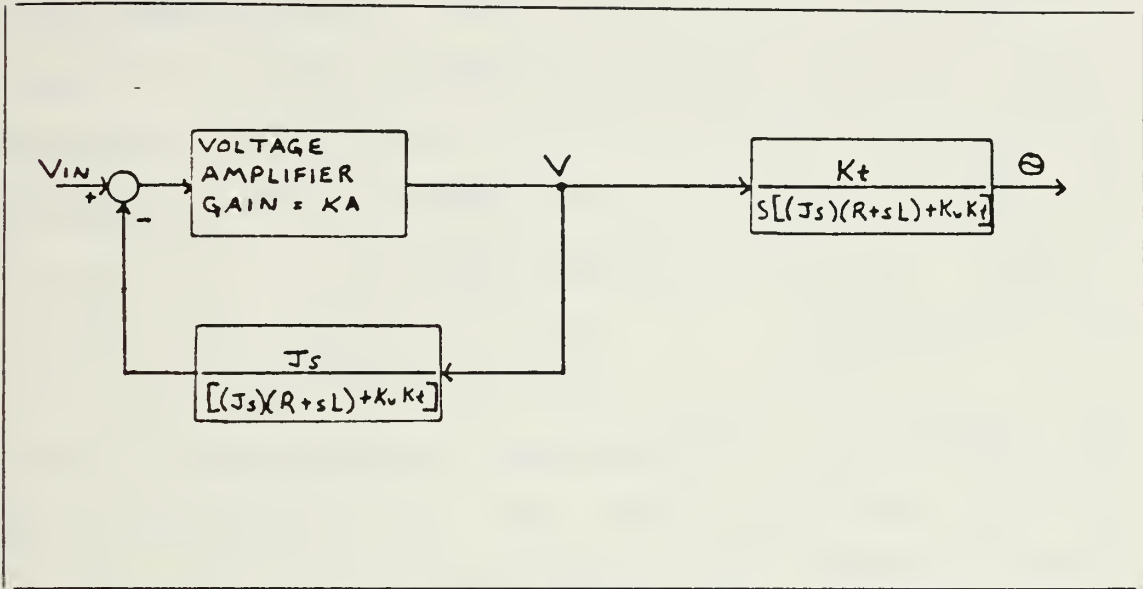 VIN
+
-
VOLTAGE
AMPLIFIER
GAIN = KA
V
Kt
S[(Js)(R+sL)+KvKt]
Θ
Js
[(Js)(R+sL)+KvKt]